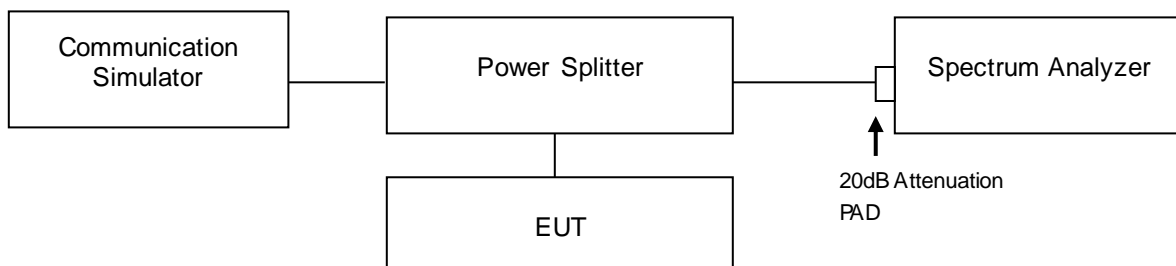 Communication
Simulator
Power Splitter
Spectrum Analyzer
20dB Attenuation
PAD
EUT